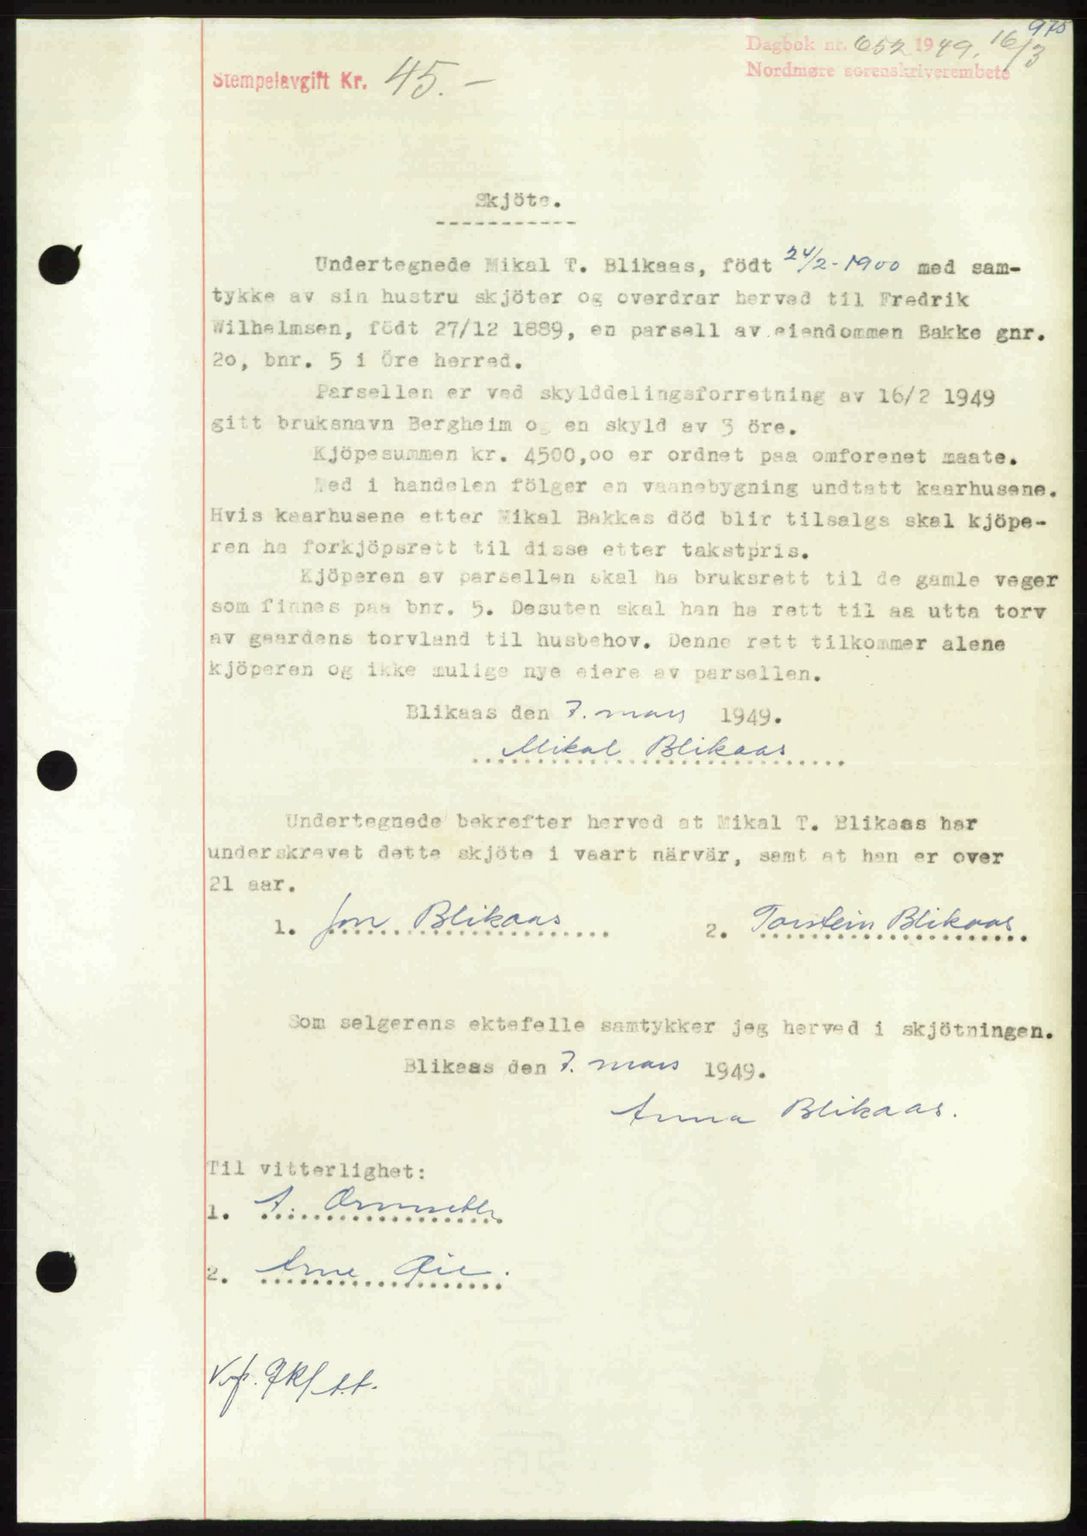 975
Dagbok nr. 652 1949. 16/3
Nordmøre sorenskriverembete
Stempelavgift Kr. 45.-
Skjöte.
Undertegnede Mikal T. Blikaas, födt 24/2-1900 med sam-
tykke av sin hustru skjöter og overdrar herved til Fredrik
Wilhelmsen, födt 27/12 1889, en parsell av eiendommen Bakke gnr.
20, bnr. 5 i Öre herred.
Parsellen er ved skylddelingsforretning av 16/2 1949
gitt bruksnavn Bergheim og en skyld av 3 öre.
Kjöpesummen kr. 4500,00 er ordnet paa omforenet maate.
Med i handelen fölger en vaanebygning undtatt kaarhusene.
Hvis kaarhusene etter Mikal Bakkes död blir tilsalgs skal kjöpe-
ren ha forkjöpsrett til disse etter takstpris.
Kjöperen av parsellen skal ha bruksrett til de gamle veger
som finnes paa bnr. 5. Desuten skal han ha rett til aa utta torv
av gaardens torvland til husbehov. Denne rett tilkommer alene
kjöperen og ikke mulige nye eiere av parsellen.
Blikaas den 7. mars 1949.
Mikal Blikaas
Undertegnede bekrefter herved at Mikal T. Blikaas har
underskrevet dette skjöte i vaart närvär, samt at han er over
21 aar.
1. Jon Blikaas 2. Torstein Blikaas
Som selgerens ektefelle samtykker jeg herved i skjötningen.
Blikaas den 7. mars 1949.
Anna Blikaas.
Til vitterlighet:
1. A.
2. Arne Øie.